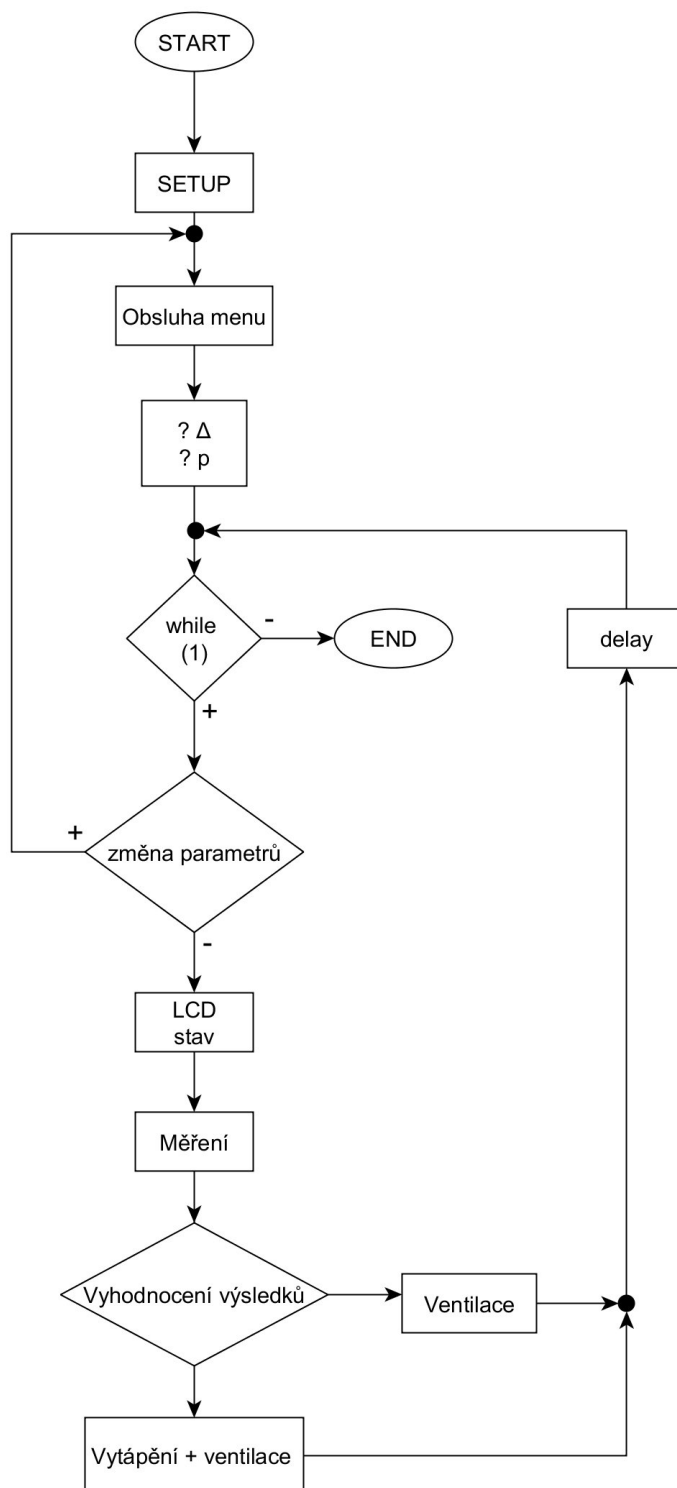 START
SETUP
Obsluha menu
? Δ
? p
while
(1)
-
END
delay
+
+
změna parametrů
-
LCD
stav
Měření
Vyhodnocení výsledků
Ventilace
Vytápění + ventilace